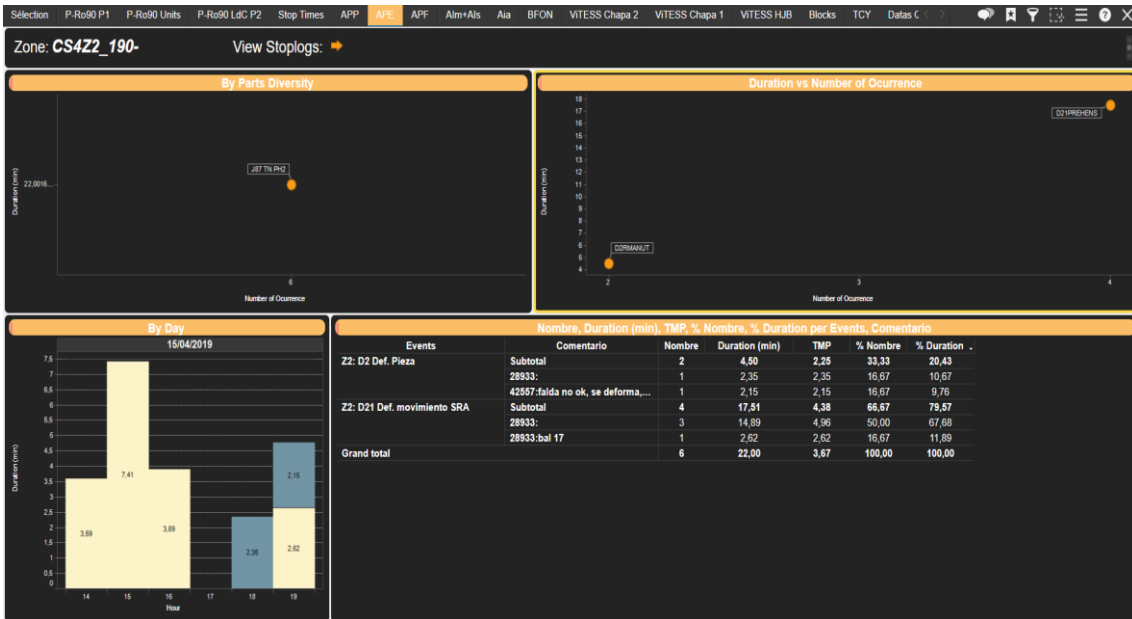 Sélection P-Ro90 P1 P-Ro90 Units P-Ro90 LdC P2 Stop Times APP APE APF Alm+Als Aia BFON ViTESS Chapa 2 ViTESS Chapa 1 ViTESS HJB Blocks TCY Datas C
Zone: CS4Z2_190- View Stoplogs:
By Parts Diversity
Duration (min)
22,0016...
J87 TN PH2
6
Number of Ocurrence
Duration vs Number of Ocurrence
Duration (min)
18
17
16
15
14
13
12
11
10
9
8
7
6
5
4
D21PREHENS
D2RMANUT
2 3 4
Number of Ocurrence
By Day
15/04/2019
Duration (min)
7,5
7
6,5
6
5,5
5
4,5
4
3,5
3
2,5
2
1,5
1
0,5
0
3,59
7,41
3,89
2,35
2,15
2,62
14 15 16 17 18 19
Hour
Nombre, Duration (min), TMP, % Nombre, % Duration per Events, Comentario
Events Comentario Nombre Duration (min) TMP % Nombre % Duration
Z2: D2 Def. Pieza Subtotal 2 4,50 2,25 33,33 20,43
28933: 1 2,35 2,35 16,67 10,67
42557:falda no ok, se deforma,... 1 2,15 2,15 16,67 9,76
Z2: D21 Def. movimiento SRA Subtotal 4 17,51 4,38 66,67 79,57
28933: 3 14,89 4,96 50,00 67,68
28933:bal 17 1 2,62 2,62 16,67 11,89
Grand total 6 22,00 3,67 100,00 100,00